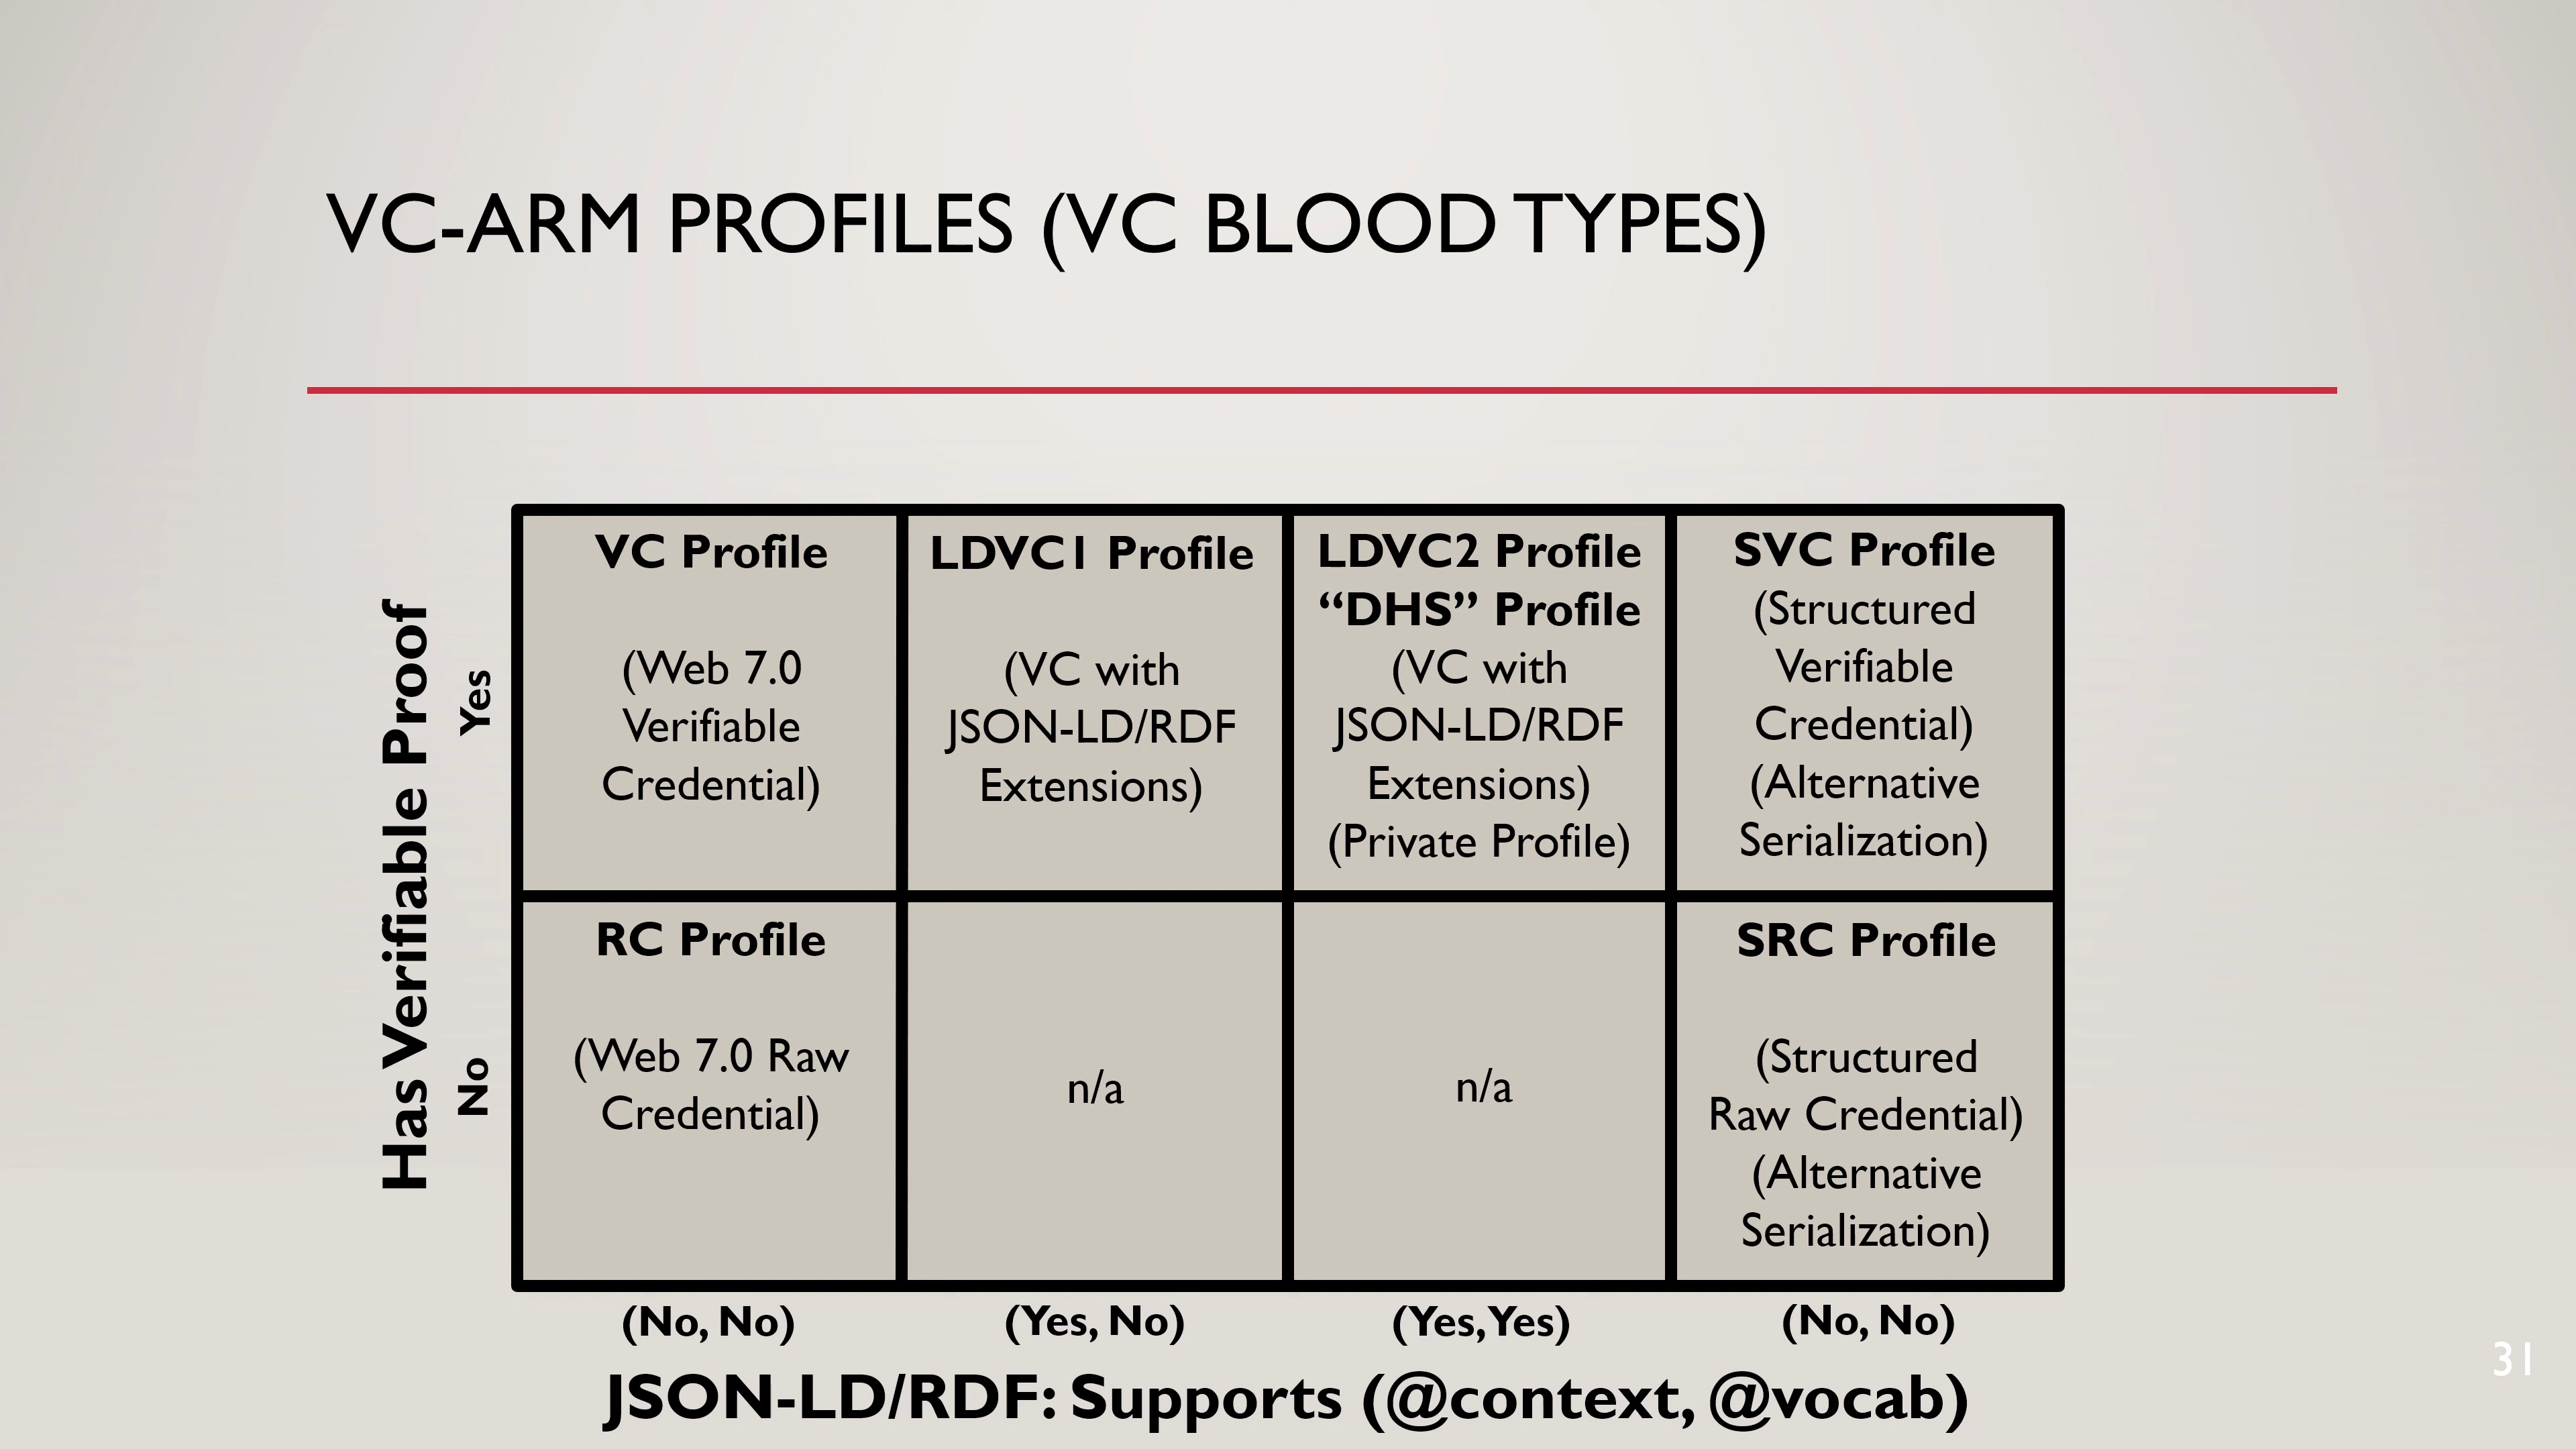 VC-ARM PROFILES (VC BLOOD TYPES)
Has Verifiable Proof
Yes
No
VC Profile
(Web 7.0
Verifiable
Credential)
LDVC1 Profile
(VC with
JSON-LD/RDF
Extensions)
LDVC2 Profile
“DHS” Profile
(VC with
JSON-LD/RDF
Extensions)
(Private Profile)
SVC Profile
(Structured
Verifiable
Credential)
(Alternative
Serialization)
RC Profile
(Web 7.0 Raw
Credential)
n/a
n/a
SRC Profile
(Structured
Raw Credential)
(Alternative
Serialization)
(No, No)
(Yes, No)
(Yes, Yes)
(No, No)
JSON-LD/RDF: Supports (@context, @vocab)
31